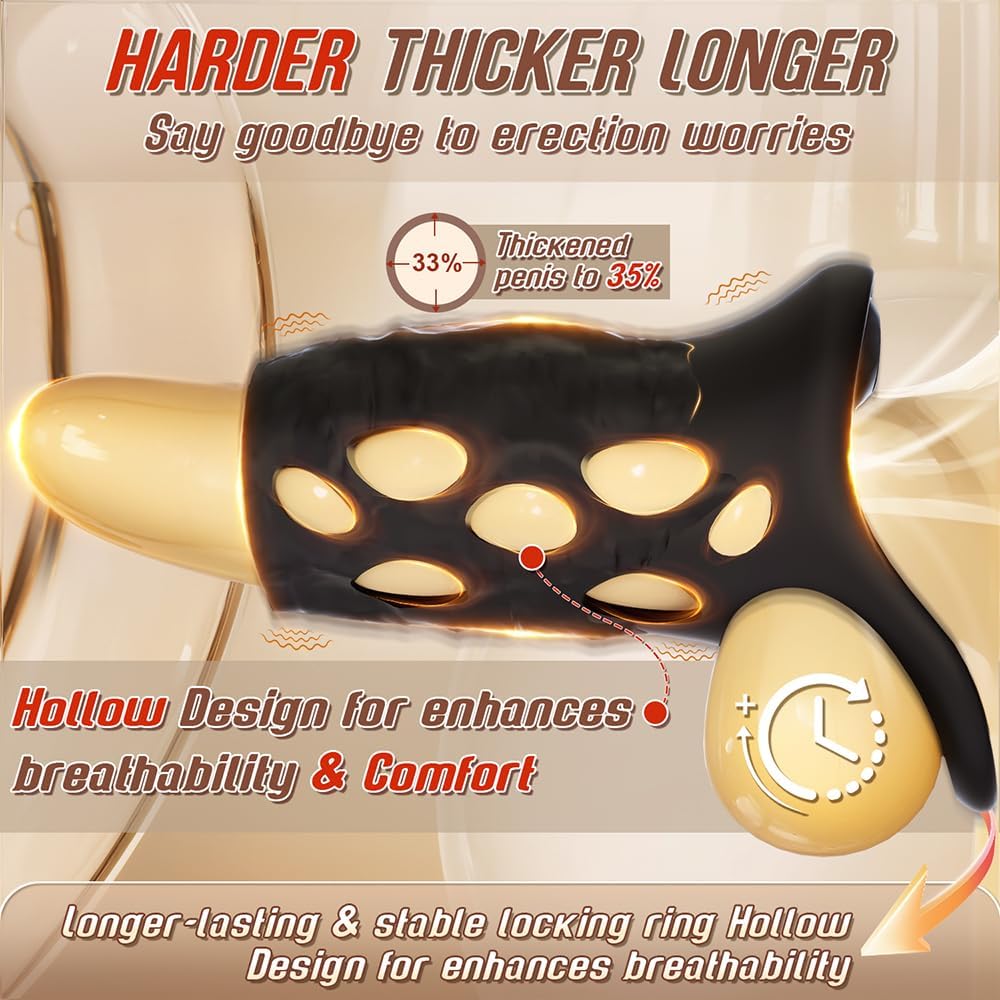 HARDER THICKER LONGER
Say goodbye to erection worries
33%
Thickened
penis to 35%
Hollow Design for enhances
breathability & Comfort
+
longer-lasting & stable locking ring Hollow
Design for enhances breathability